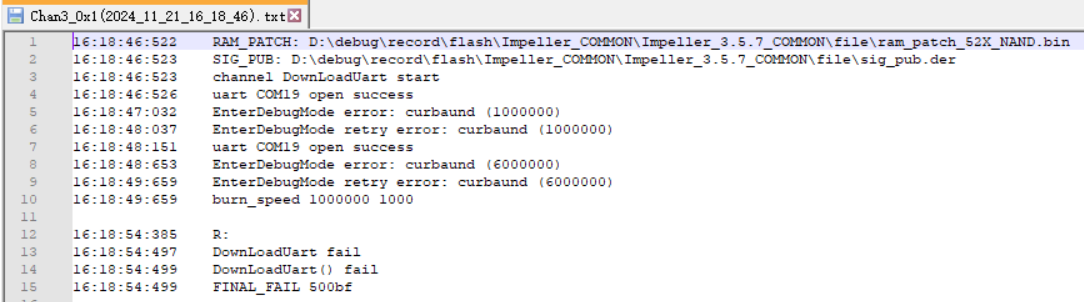 Chan3_0x1(2024_11_21_16_18_46).txt
1 16:18:46:522 RAM_PATCH: D:\debug\record\flash\Impeller_COMMON\Impeller_3.5.7_COMMON\file\ram_patch_52X_NAND.bin
2 16:18:46:523 SIG_PUB: D:\debug\record\flash\Impeller_COMMON\Impeller_3.5.7_COMMON\file\sig_pub.der
3 16:18:46:523 channel DownLoadUart start
4 16:18:46:526 uart COM19 open success
5 16:18:47:032 EnterDebugMode error: curbaund (1000000)
6 16:18:48:037 EnterDebugMode retry error: curbaund (1000000)
7 16:18:48:151 uart COM19 open success
8 16:18:48:653 EnterDebugMode error: curbaund (6000000)
9 16:18:49:659 EnterDebugMode retry error: curbaund (6000000)
10 16:18:49:659 burn_speed 1000000 1000
11
12 16:18:54:385 R:
13 16:18:54:497 DownLoadUart fail
14 16:18:54:499 DownLoadUart() fail
15 16:18:54:499 FINAL_FAIL 500bf